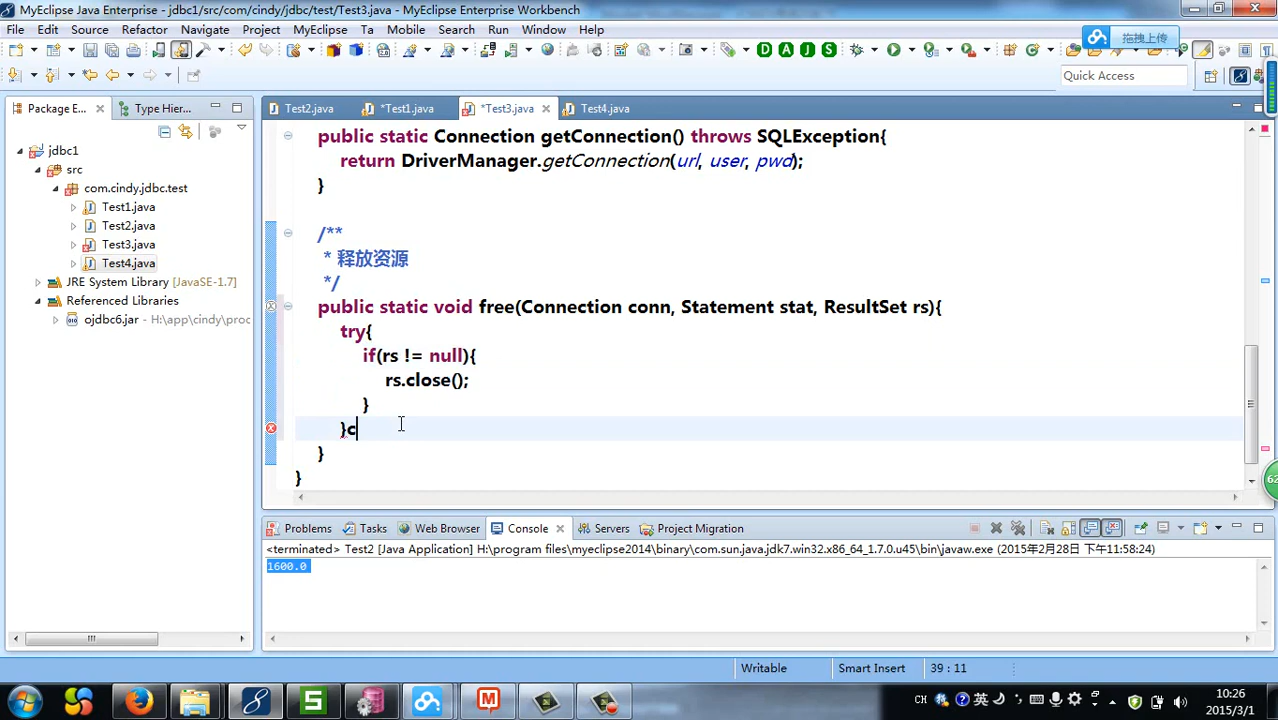 MyEclipse Java Enterprise - jdbc1/src/com/cindy/jdbc/test/Test3.java - MyEclipse Enterprise Workbench
File Edit Source Refactor Navigate Project MyEclipse Ta Mobile Search Run Window Help
拖拽上传
Quick Access
Package E... Type Hier...
Test2.java *Test1.java *Test3.java Test4.java
jdbc1
src
com.cindy.jdbc.test
Test1.java
Test2.java
Test3.java
Test4.java
JRE System Library [JavaSE-1.7]
Referenced Libraries
ojdbc6.jar - H:\app\cindy\proc
public static Connection getConnection() throws SQLException{
return DriverManager.getConnection(url, user, pwd);
}
/**
* 释放资源
*/
public static void free(Connection conn, Statement stat, ResultSet rs){
try{
if(rs != null){
rs.close();
}
}c
}
}
62
Problems Tasks Web Browser Console Servers Project Migration
<terminated> Test2 [Java Application] H:\program files\myeclipse2014\binary\com.sun.java.jdk7.win32.x86_64_1.7.0.u45\bin\javaw.exe (2015年2月28日 下午11:58:24)
1600.0
Writable Smart Insert 39 : 11
CH 英 10:26
2015/3/1